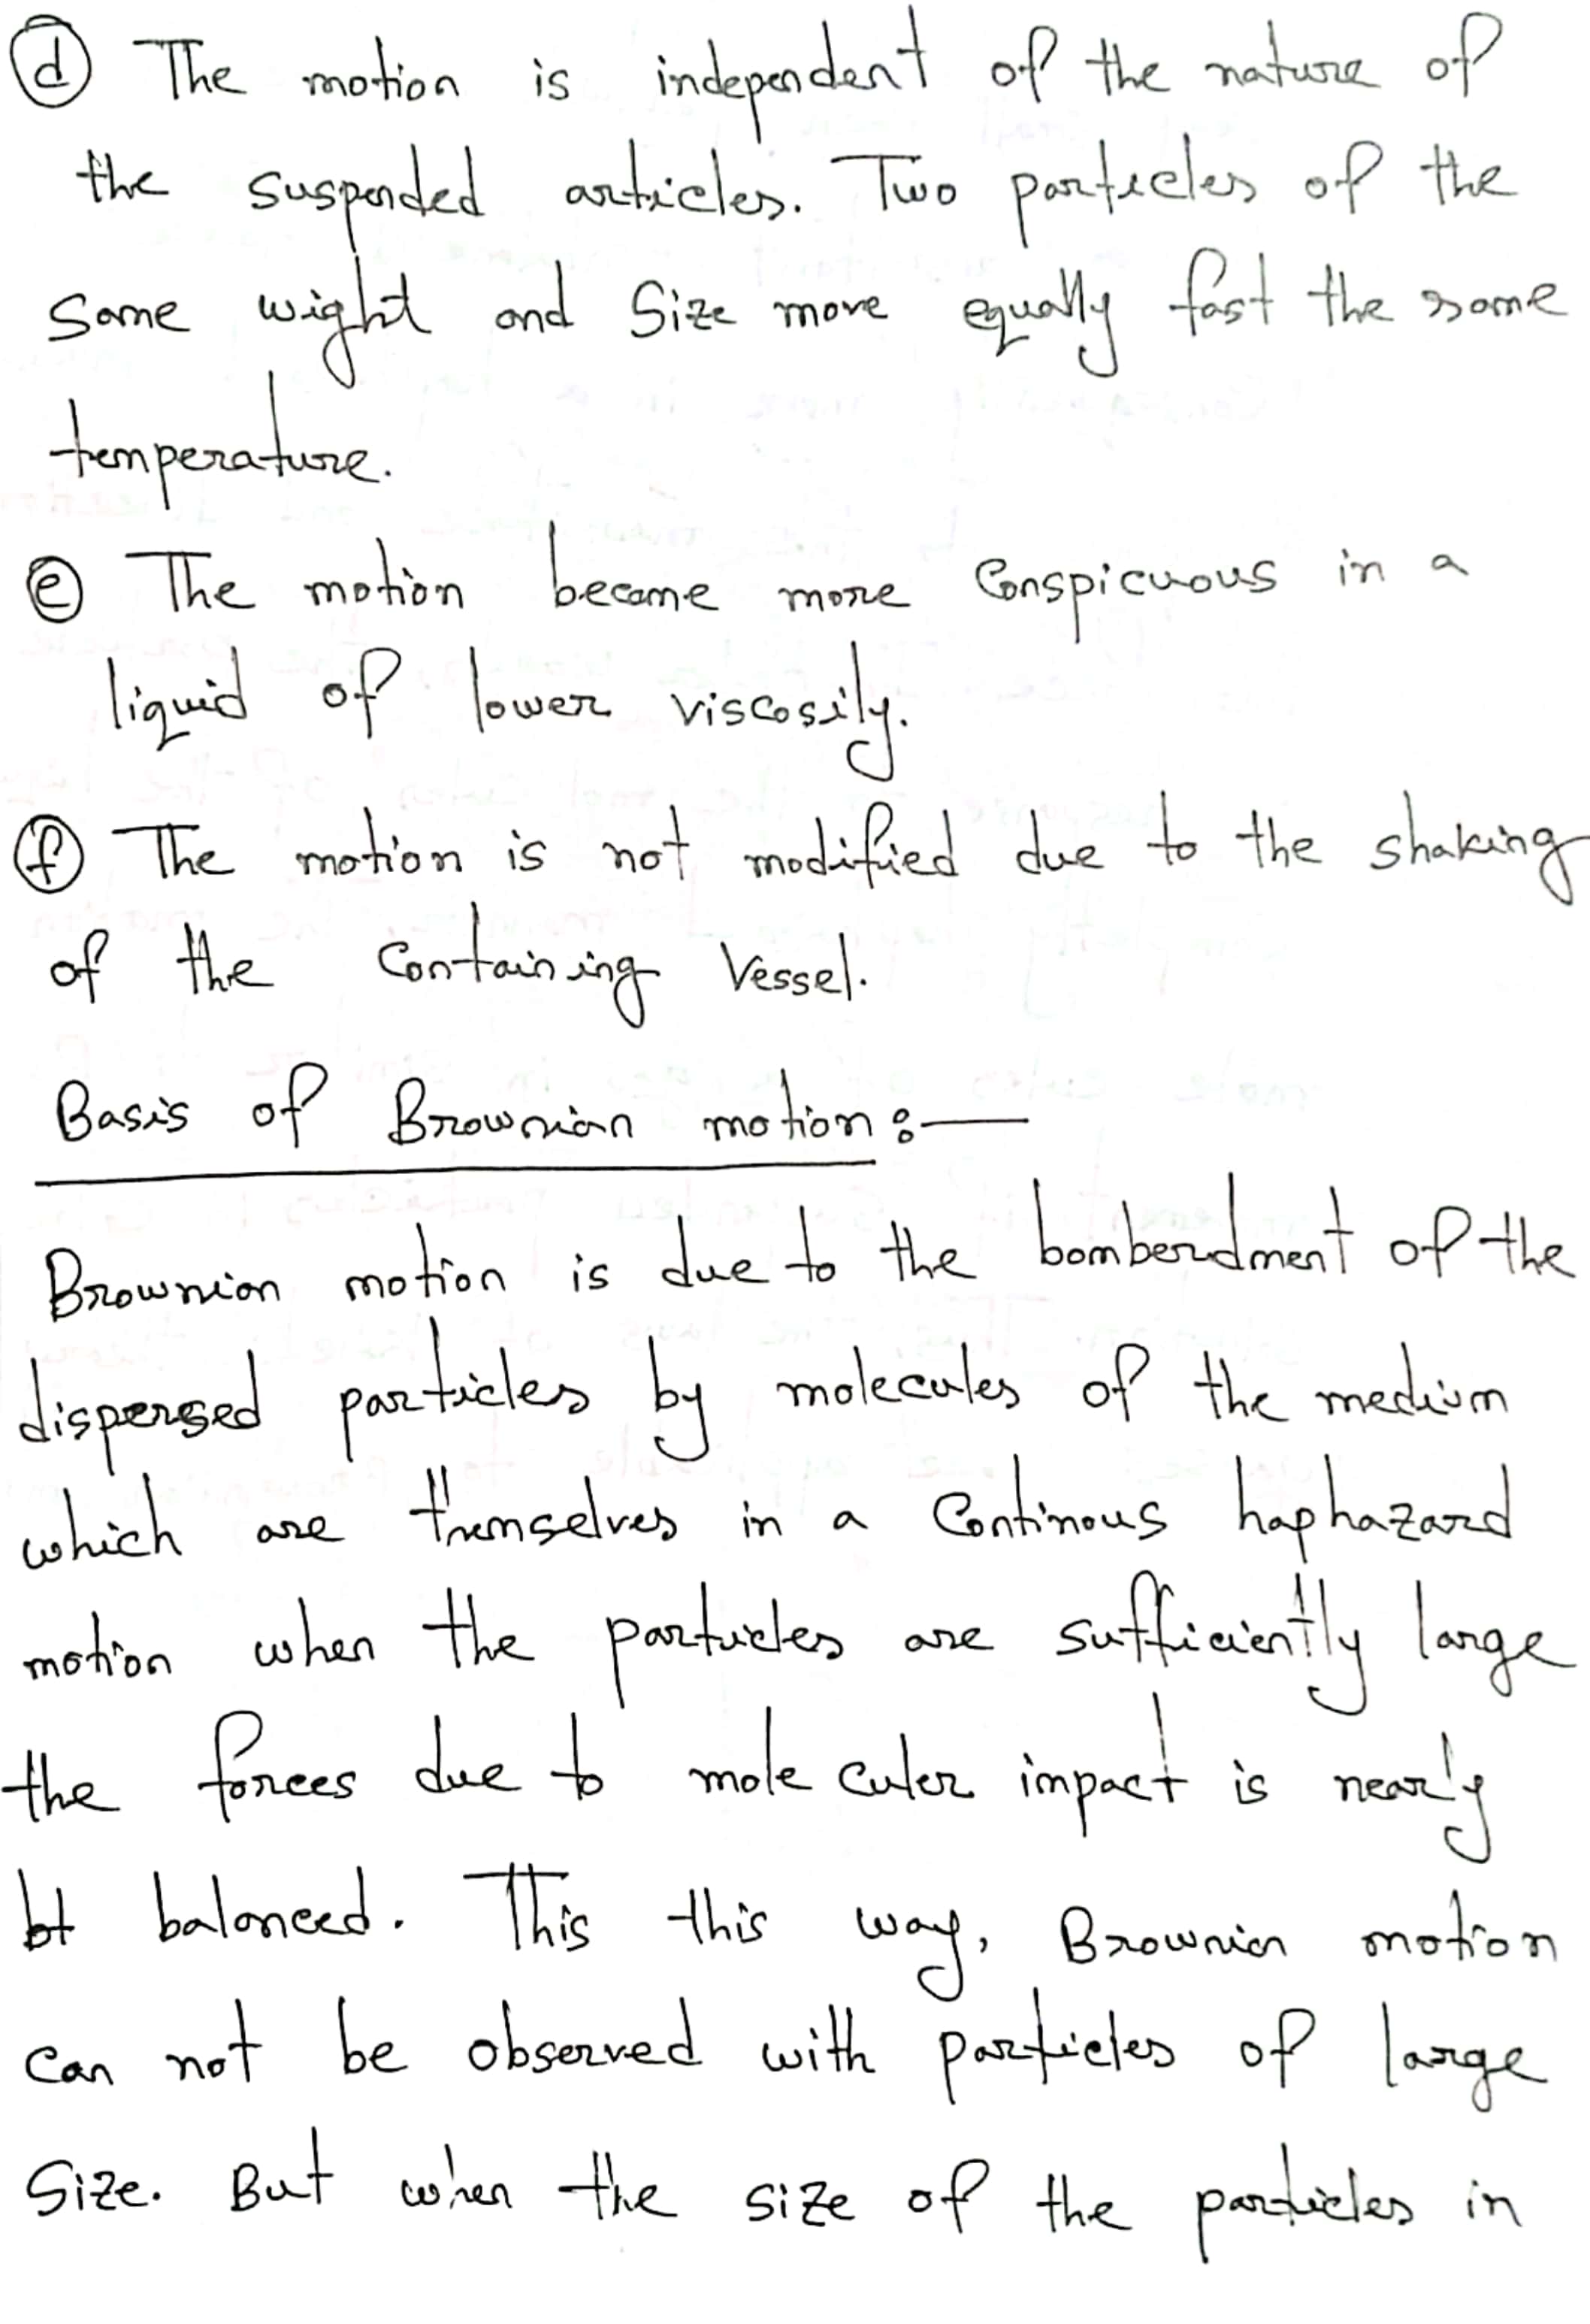 ⓓ The motion is independent of the nature of
the suspended articles. Two particles of the
same wight and size more equally fast the same
temperature.
ⓔ The motion became more conspicuous in a
liquid of lower viscosily.
ⓕ The motion is not modified due to the shaking
of the containing vessel.
Basis of Brownian motion :—
Brownian motion is due to the bomberdment of the
dispersed particles by molecules of the medium
which are themselves in a continous haphazard
motion when the particles are sufficiently large
the forces due to mole culer impact is nearly
balanced. This this way, Brownian motion
can not be observed with particles of large
size. But when the size of the particles in